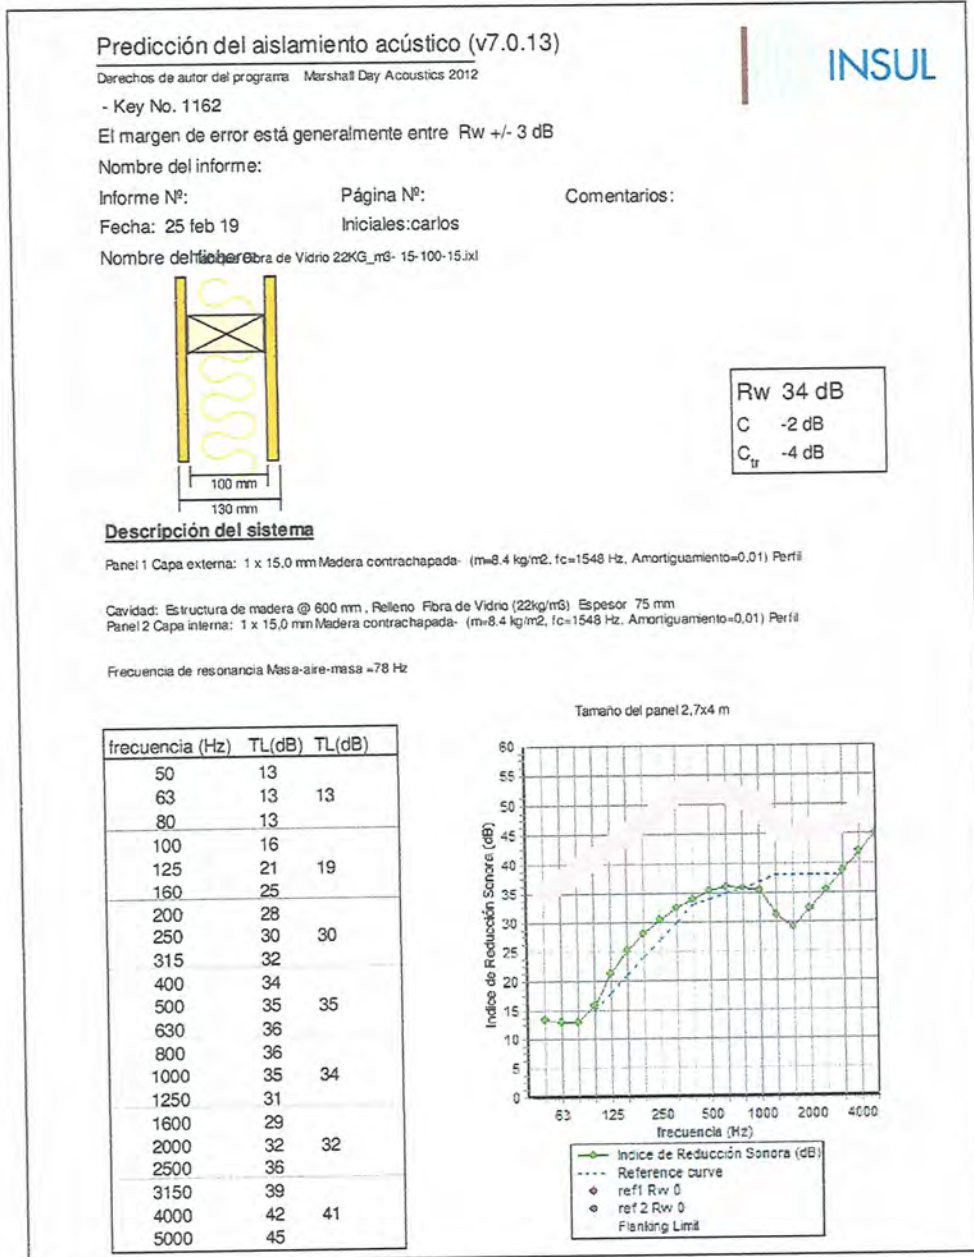 Predicción del aislamiento acústico (v7.0.13)
INSUL
Derechos de autor del programa Marshall Day Acoustics 2012
- Key No. 1162
El margen de error está generalmente entre Rw +/- 3 dB
Nombre del informe:
Informe Nº: Página Nº: Comentarios:
Fecha: 25 feb 19 Iniciales:carlos
Nombre del de Vidrio 22KG_m3- 15-100-15.ixl
Rw 34 dB
C -2 dB
Ctr -4 dB
100 mm
130 mm
Descripción del sistema
Panel 1 Capa externa: 1 x 15,0 mm Madera contrachapada- (m=8.4 kg/m2, fc=1548 Hz, Amortiguamiento=0,01) Perfil
Cavidad: Estructura de madera @ 600 mm , Relleno Fibra de Vidrio (22kg/m3) Espesor 75 mm
Panel 2 Capa interna: 1 x 15,0 mm Madera contrachapada- (m=8.4 kg/m2, fc=1548 Hz, Amortiguamiento=0,01) Perfil
Frecuencia de resonancia Masa-aire-masa =78 Hz
frecuencia (Hz) TL(dB) TL(dB)
50 13
63 13 13
80 13
100 16
125 21 19
160 25
200 28
250 30 30
315 32
400 34
500 35 35
630 36
800 36
1000 35 34
1250 31
1600 29
2000 32 32
2500 36
3150 39
4000 42 41
5000 45
Tamaño del panel 2,7x4 m
Indice de Reducción Sonora (dB)
60
55
50
45
40
35
30
25
20
15
10
5
0
63 125 250 500 1000 2000 4000
frecuencia (Hz)
Indice de Reducción Sonora (dB)
Reference curve
ref1 Rw 0
ref 2 Rw 0
Flanking Limit